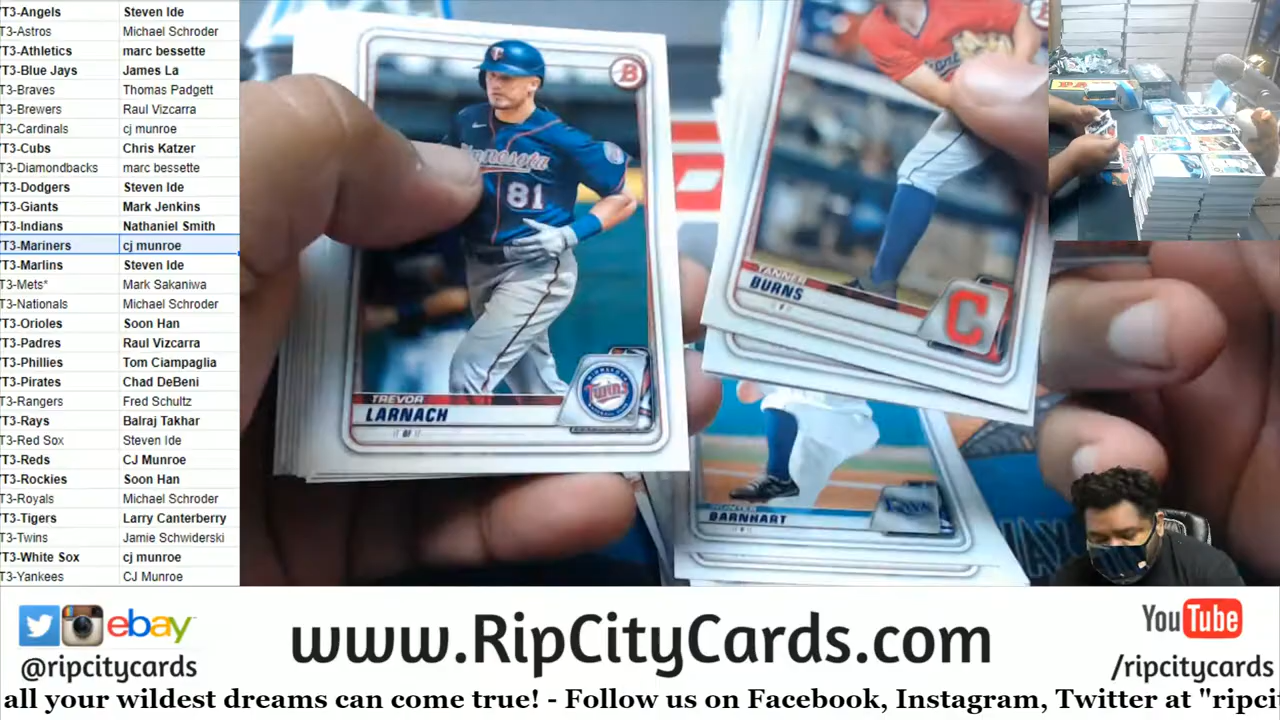 T3-Angels Steven Ide
T3-Astros Michael Schroder
T3-Athletics marc bessette
T3-Blue Jays James La
T3-Braves Thomas Padgett
T3-Brewers Raul Vizcarra
T3-Cardinals cj munroe
T3-Cubs Chris Katzer
T3-Diamondbacks marc bessette
T3-Dodgers Steven Ide
T3-Giants Mark Jenkins
T3-Indians Nathaniel Smith
T3-Mariners cj munroe
T3-Marlins Steven Ide
T3-Mets* Mark Sakaniwa
T3-Nationals Michael Schroder
T3-Orioles Soon Han
T3-Padres Raul Vizcarra
T3-Phillies Tom Ciampaglia
T3-Pirates Chad DeBeni
T3-Rangers Fred Schultz
T3-Rays Balraj Takhar
T3-Red Sox Steven Ide
T3-Reds CJ Munroe
T3-Rockies Soon Han
T3-Royals Michael Schroder
T3-Tigers Larry Canterberry
T3-Twins Jamie Schwiderski
T3-White Sox cj munroe
T3-Yankees CJ Munroe
B
81
Twins
TREVOR
LARNACH
TANNER
BURNS
C
HUNTER
BARNHART
ebay
@ripcitycards
www.RipCityCards.com
YouTube
/ripcitycards
all your wildest dreams can come true! - Follow us on Facebook, Instagram, Twitter at "ripci